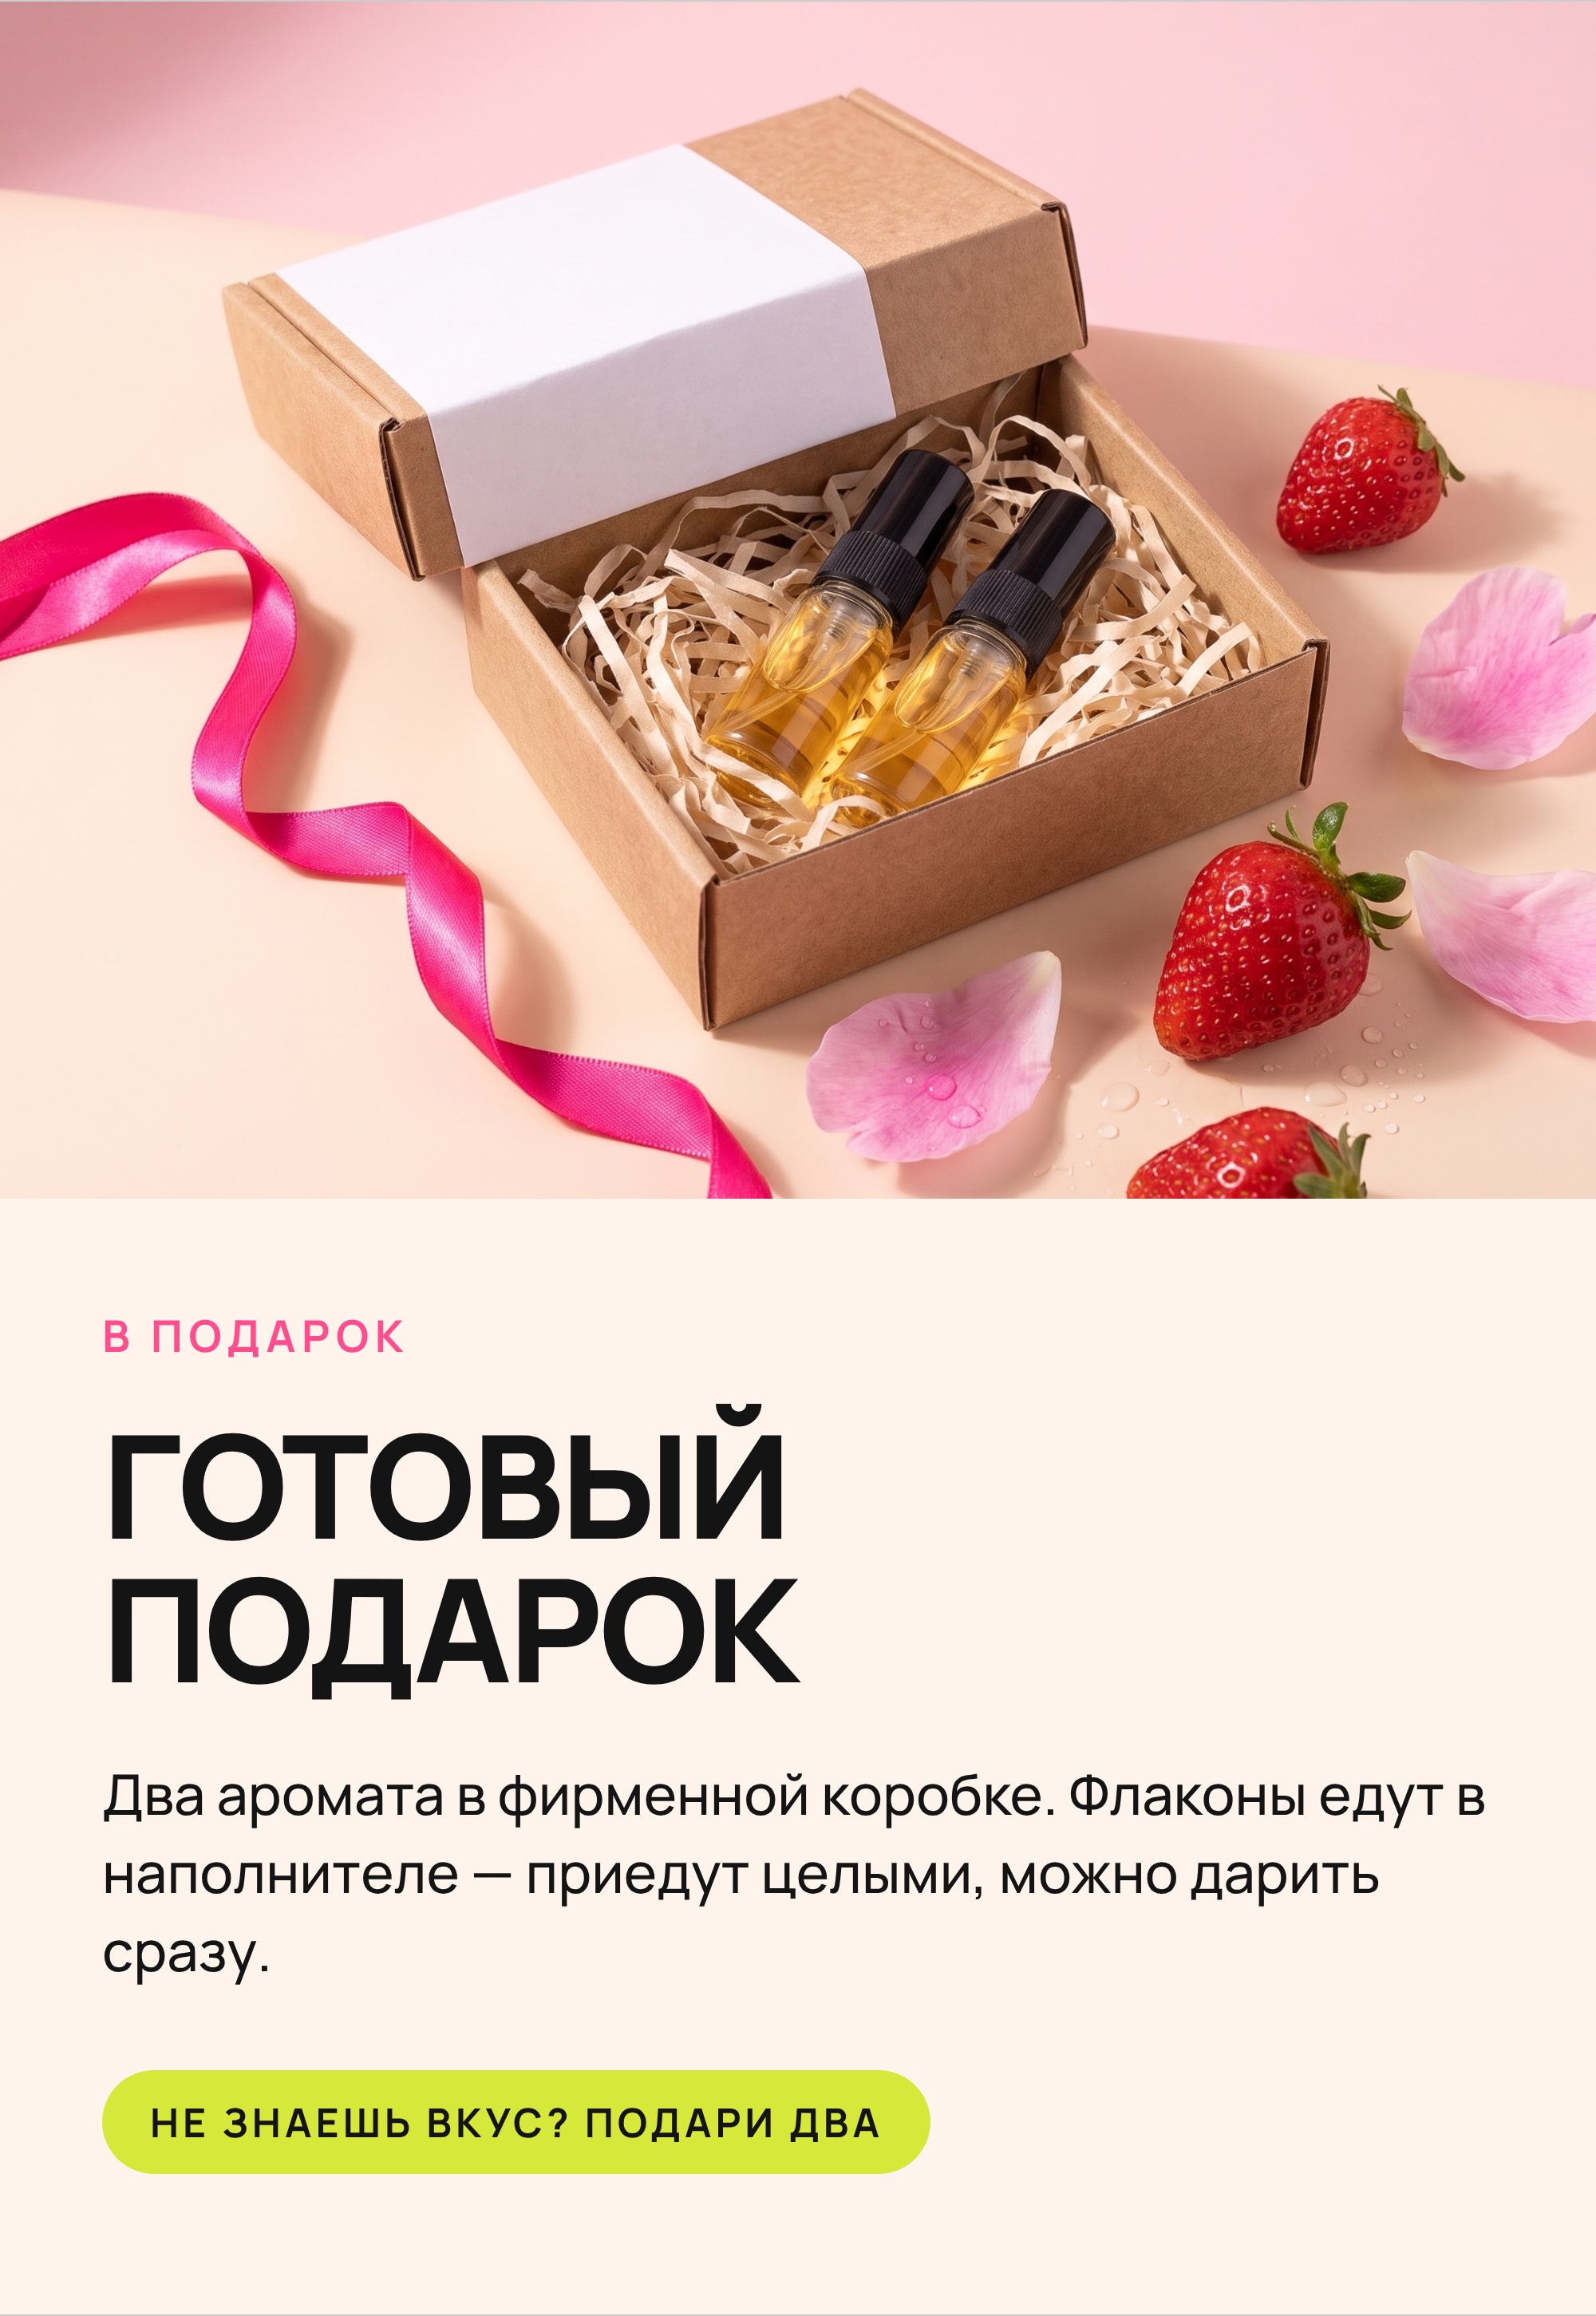 В ПОДАРОК
ГОТОВЫЙ
ПОДАРОК
Два аромата в фирменной коробке. Флаконы едут в
наполнителе — приедут целыми, можно дарить
сразу.
НЕ ЗНАЕШЬ ВКУС? ПОДАРИ ДВА